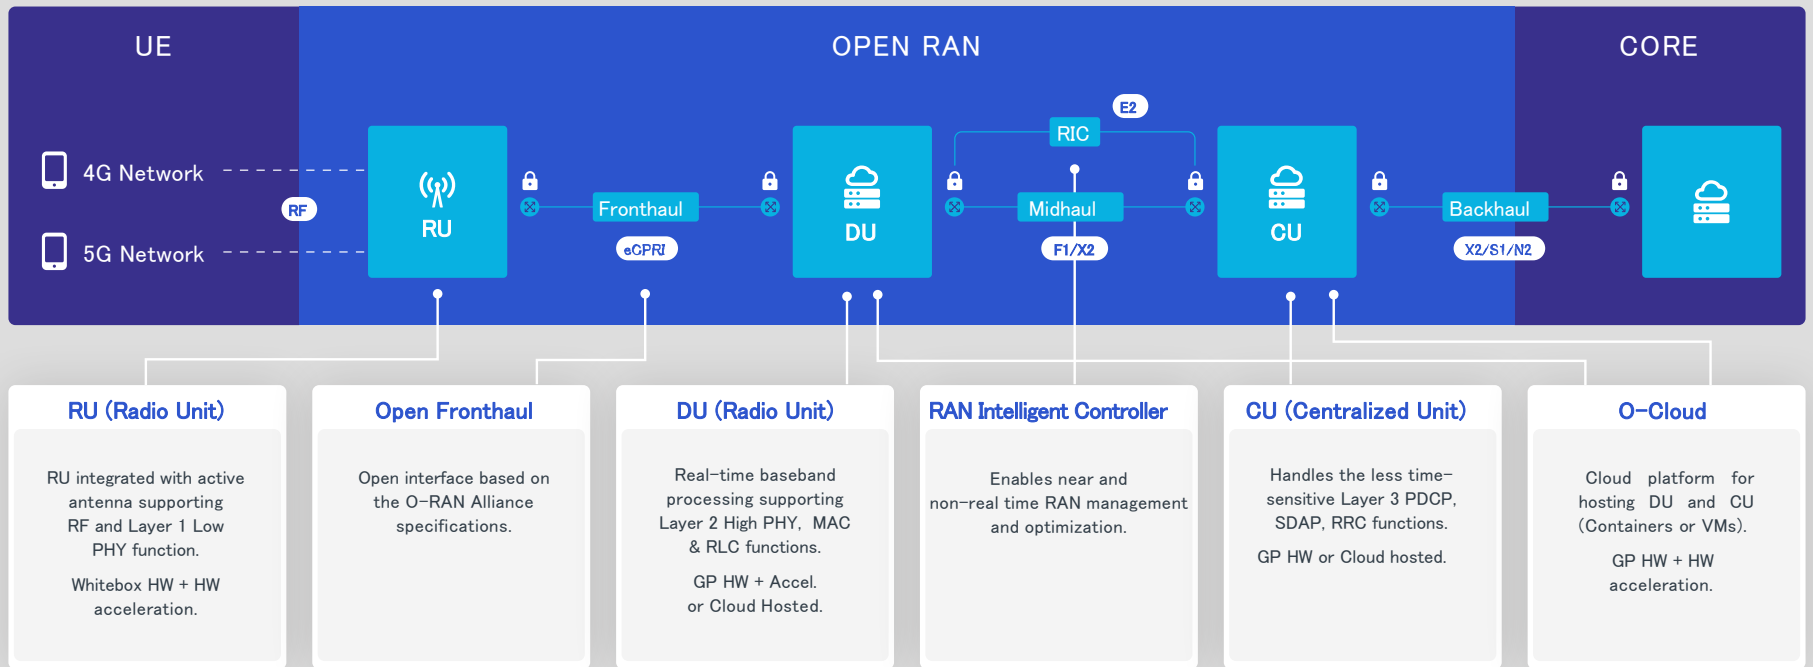 UE
OPEN RAN
CORE
E2
RIC
4G Network
RF
5G Network
RU
Fronthaul
eCPRI
DU
Midhaul
F1/X2
CU
Backhaul
X2/S1/N2
RU (Radio Unit)
RU integrated with active
antenna supporting
RF and Layer 1 Low
PHY function.
Whitebox HW + HW
acceleration.
Open Fronthaul
Open interface based on
the O-RAN Alliance
specifications.
DU (Radio Unit)
Real-time baseband
processing supporting
Layer 2 High PHY, MAC
& RLC functions.
GP HW + Accel.
or Cloud Hosted.
RAN Intelligent Controller
Enables near and
non-real time RAN management
and optimization.
CU (Centralized Unit)
Handles the less time-
sensitive Layer 3 PDCP,
SDAP, RRC functions.
GP HW or Cloud hosted.
O-Cloud
Cloud platform for
hosting DU and CU
(Containers or VMs).
GP HW + HW
acceleration.